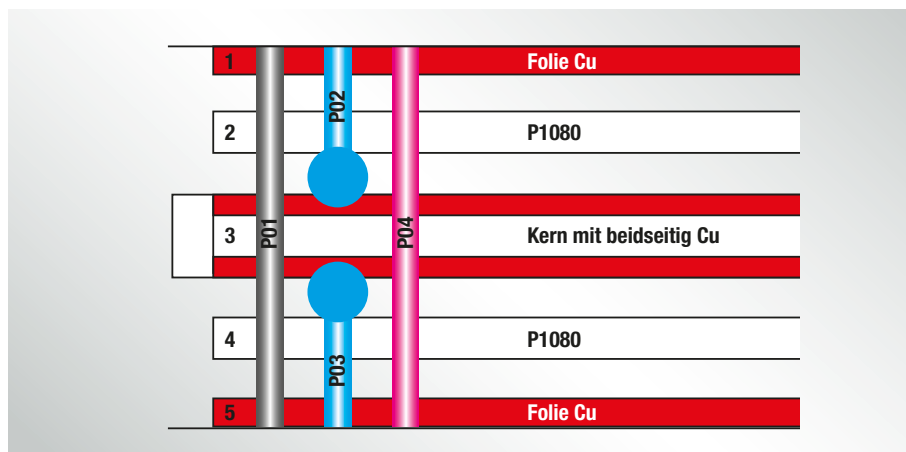 1 Folie Cu
P02
2 P1080
P01
P04
3 Kern mit beidseitig Cu
4 P1080
P03
5 Folie Cu